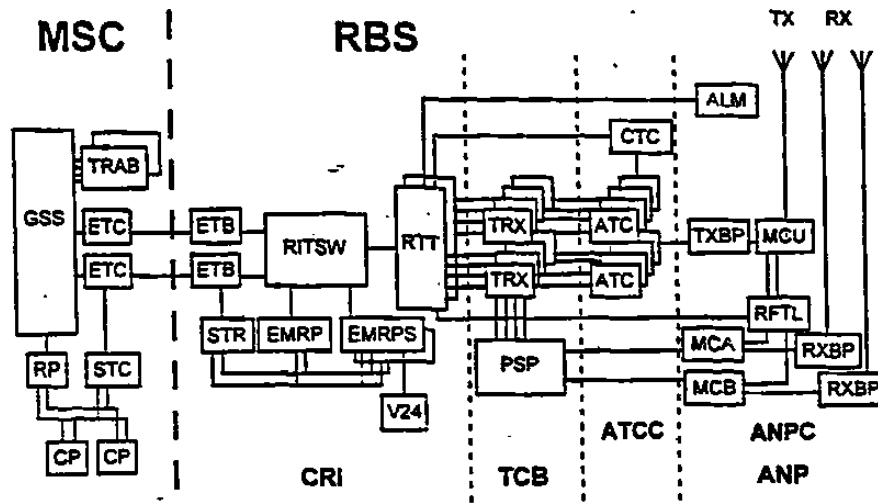 MSC
RBS
TX
RX
ALM
CTC
TRAB
GSS
ETC
ETB
RITSW
RTT
TRX
ATC
TXBP
MCU
ETC
ETB
TRX
ATC
RFTL
STR
EMRP
EMRPS
MCA
RXBP
RP
STC
PSP
MCB
RXBP
V24
CP
CP
ATCC
ANPC
CRI
TCB
ANP